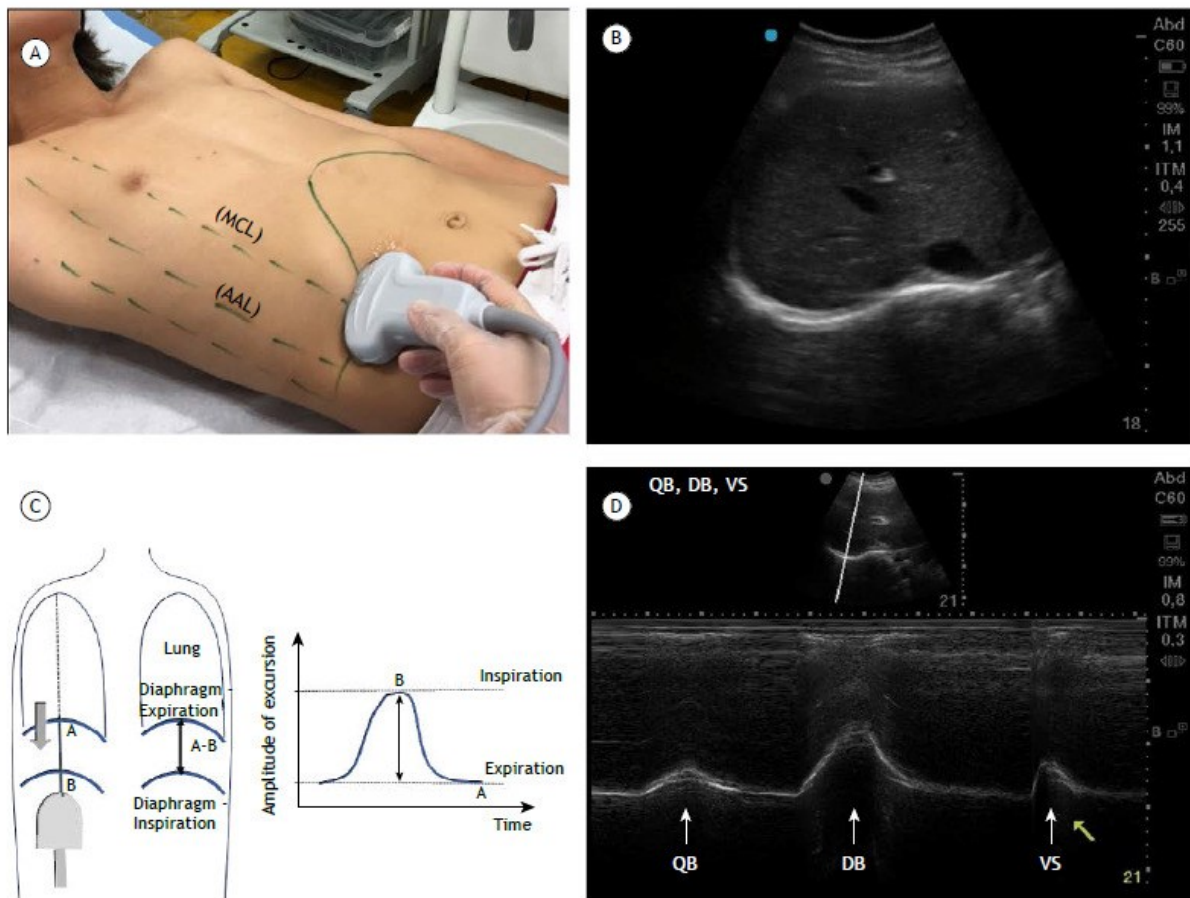 A
(MCL)
(AAL)
B
Abd
C60
99%
IM
1,1
ITM
0,4
255
B
18
C
Lung
Diaphragm
Expiration
A
A-B
B
Diaphragm
Inspiration
Amplitude of excursion
B
Inspiration
Expiration
A
Time
D
QB, DB, VS
21
Abd
C60
99%
IM
0,8
ITM
0,3
B
QB
DB
VS
21